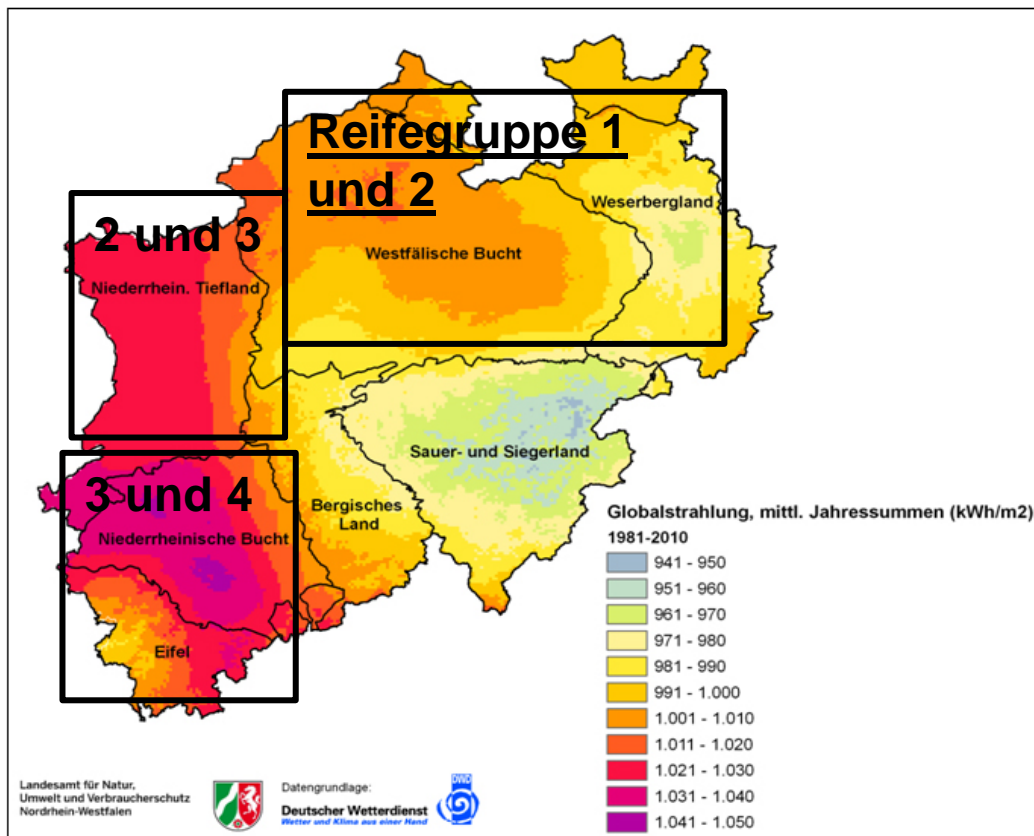 Reifegruppe 1
und 2
Weserbergland
2 und 3
Westfälische Bucht
Niederrhein. Tiefland
Sauer- und Siegerland
3 und 4
Bergisches
Land
Niederrheinische Bucht
Eifel
Globalstrahlung, mittl. Jahressummen (kWh/m2)
1981-2010
941 - 950
951 - 960
961 - 970
971 - 980
981 - 990
991 - 1.000
1.001 - 1.010
1.011 - 1.020
1.021 - 1.030
1.031 - 1.040
1.041 - 1.050
Landesamt für Natur,
Umwelt und Verbraucherschutz
Nordrhein-Westfalen
Datengrundlage:
Deutscher Wetterdienst
Wetter und Klima aus einer Hand
DWD